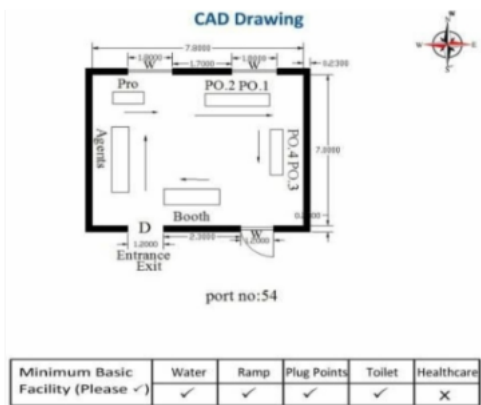 CAD Drawing
N
W E
S
7.0000
1.0000 1.7000 1.0000
W W
0.2300
Pro PO.2 PO.1
Agents
PO.4 PO.3
7.0000
Booth
D W
1.2000 2.3000 1.2000
Entrance
Exit
port no:54
Minimum Basic Water Ramp Plug Points Toilet Healthcare
Facility (Please ✓) ✓ ✓ ✓ ✓ ×